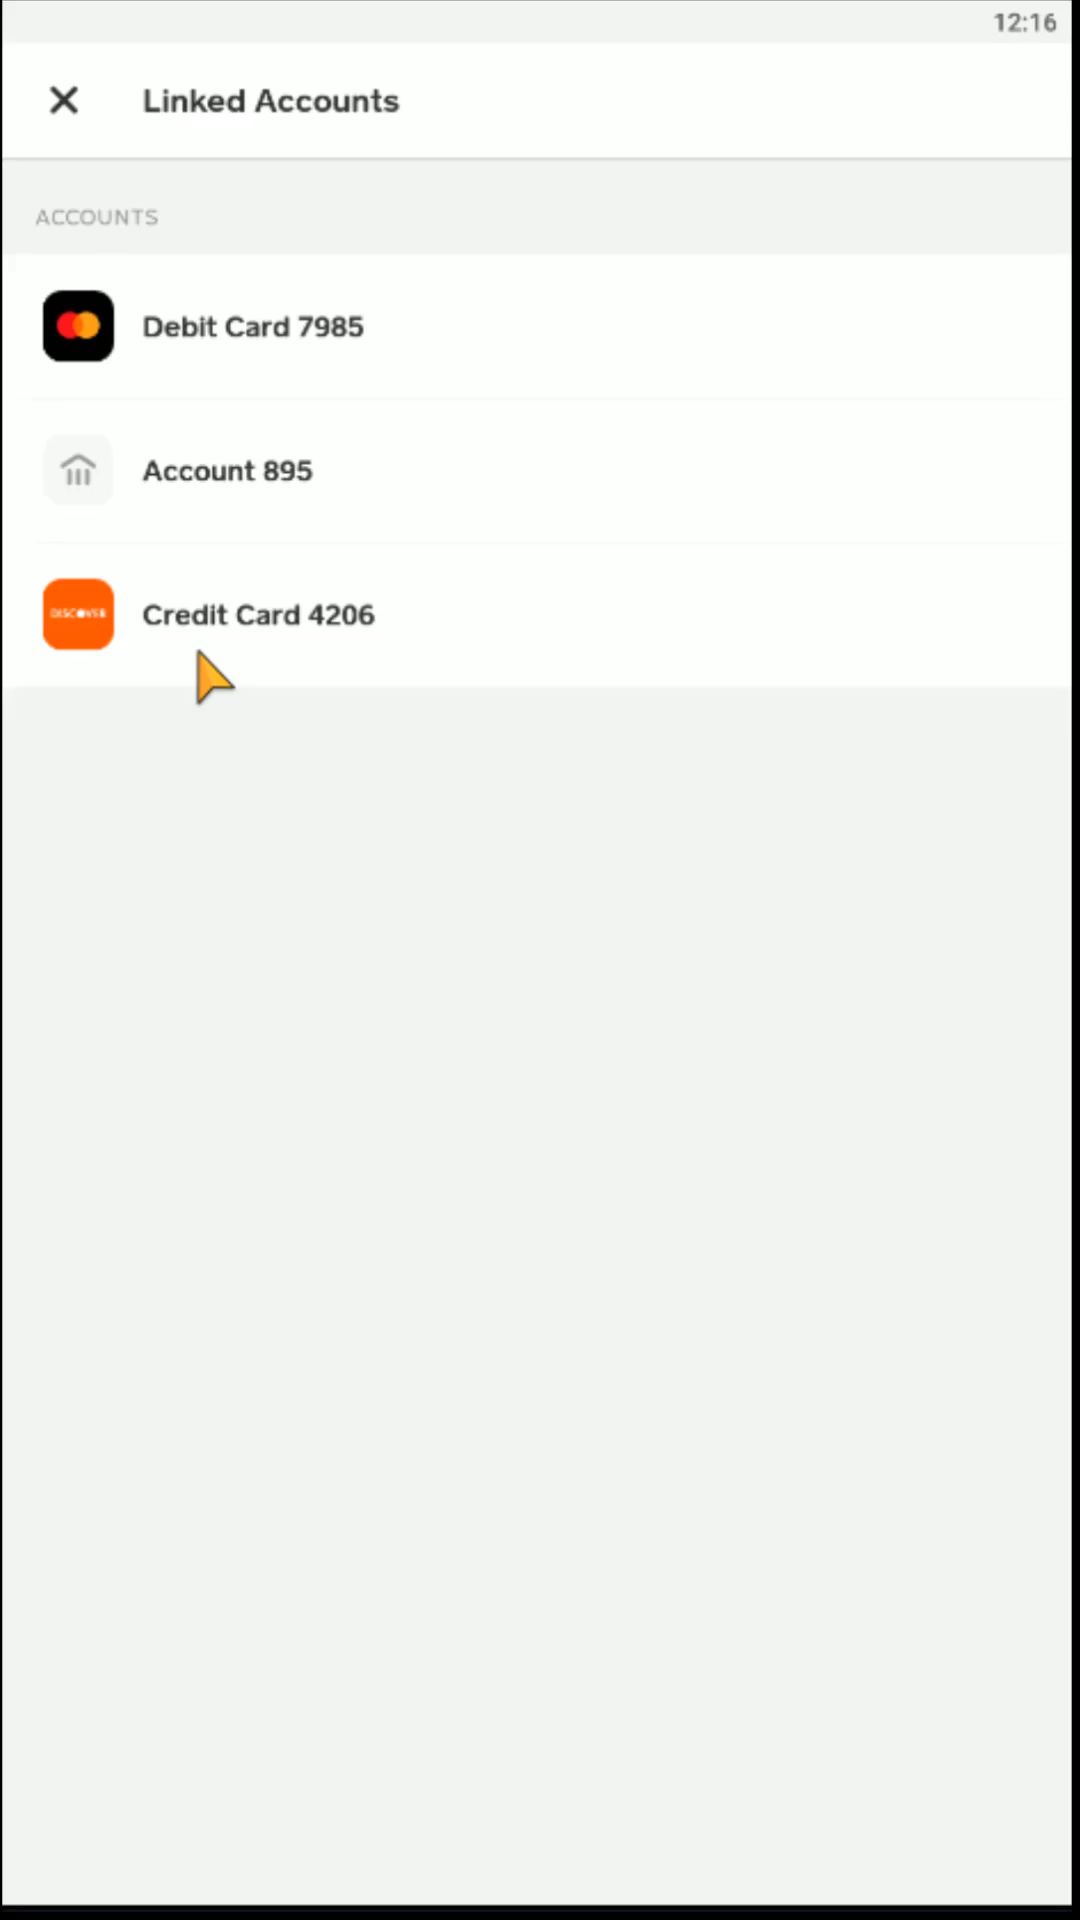 12:16
Linked Accounts
ACCOUNTS
Debit Card 7985
Account 895
DISCOVER
Credit Card 4206